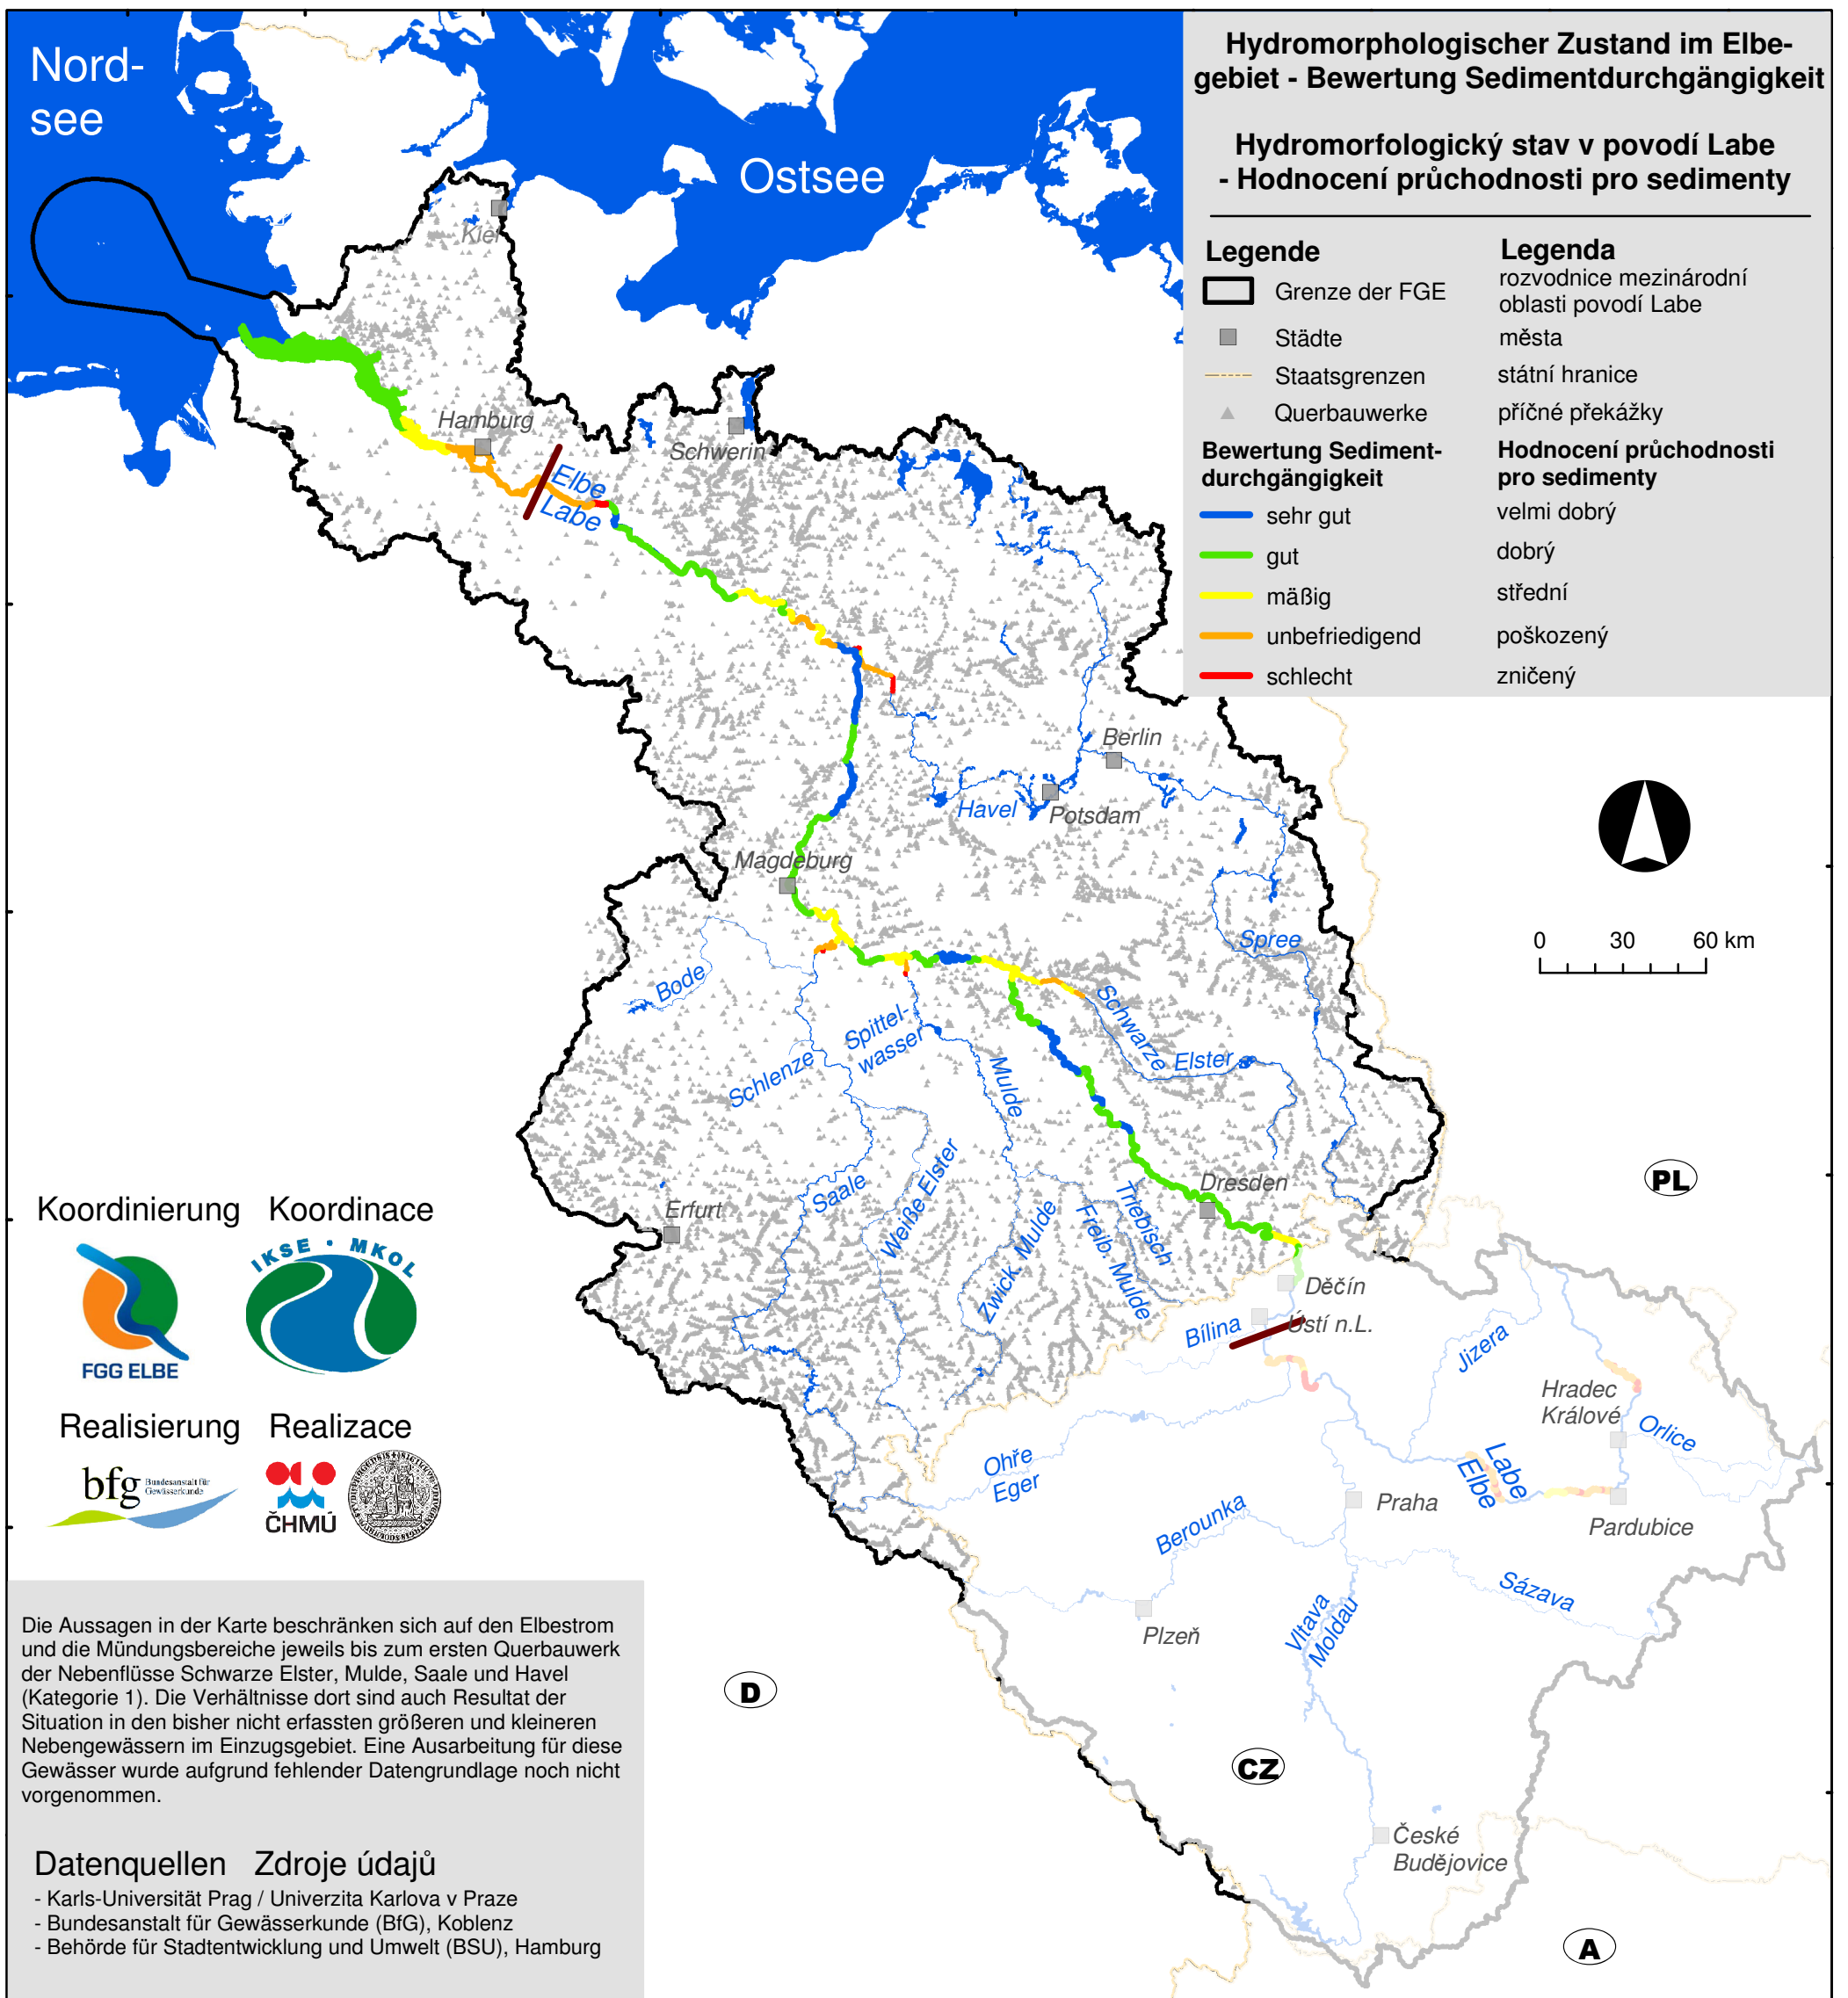 Nord-
see
Ostsee
Hydromorphologischer Zustand im Elbe-
gebiet - Bewertung Sedimentdurchgängigkeit
Hydromorfologický stav v povodí Labe
- Hodnocení průchodnosti pro sedimenty
Legende
Legenda
Grenze der FGE
rozvodnice mezinárodní
oblasti povodí Labe
Städte
města
Staatsgrenzen
státní hranice
Querbauwerke
příčné překážky
Bewertung Sediment-
durchgängigkeit
Hodnocení průchodnosti
pro sedimenty
sehr gut
velmi dobrý
gut
dobrý
mäßig
střední
unbefriedigend
poškozený
schlecht
zničený
Kiel
Hamburg
Schwerin
Elbe
Labe
Berlin
Havel
Potsdam
Magdeburg
Spree
0 30 60 km
Bode
Schwarze
Elster
Spittel-
wasser
Schlenze
Mulde
Saale
Weiße Elster
Zwick. Mulde
Freib. Mulde
Triebisch
Dresden
Erfurt
PL
Děčín
Ústí n.L.
Bílina
Jizera
Hradec
Králové
Orlice
Ohře
Eger
Labe
Elbe
Praha
Pardubice
Berounka
Sázava
Plzeň
Vltava
Moldau
D
CZ
České
Budějovice
A
Koordinierung Koordinace
FGG ELBE
IKSE • MKOL
Realisierung Realizace
bfg
Bundesanstalt für
Gewässerkunde
ČHMÚ
Die Aussagen in der Karte beschränken sich auf den Elbestrom
und die Mündungsbereiche jeweils bis zum ersten Querbauwerk
der Nebenflüsse Schwarze Elster, Mulde, Saale und Havel
(Kategorie 1). Die Verhältnisse dort sind auch Resultat der
Situation in den bisher nicht erfassten größeren und kleineren
Nebengewässern im Einzugsgebiet. Eine Ausarbeitung für diese
Gewässer wurde aufgrund fehlender Datengrundlage noch nicht
vorgenommen.
Datenquellen Zdroje údajů
- Karls-Universität Prag / Univerzita Karlova v Praze
- Bundesanstalt für Gewässerkunde (BfG), Koblenz
- Behörde für Stadtentwicklung und Umwelt (BSU), Hamburg